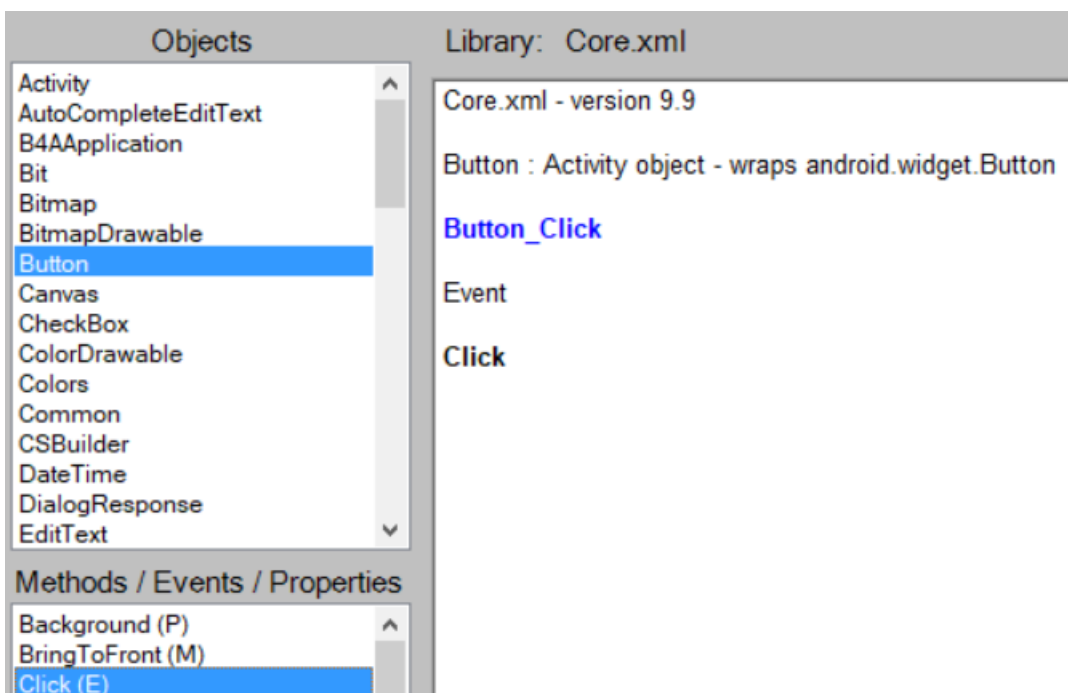 Objects
Activity
AutoCompleteEditText
B4AApplication
Bit
Bitmap
BitmapDrawable
Button
Canvas
CheckBox
ColorDrawable
Colors
Common
CSBuilder
DateTime
DialogResponse
EditText
Methods / Events / Properties
Background (P)
BringToFront (M)
Click (E)
Library: Core.xml
Core.xml - version 9.9
Button : Activity object - wraps android.widget.Button
Button_Click
Event
Click